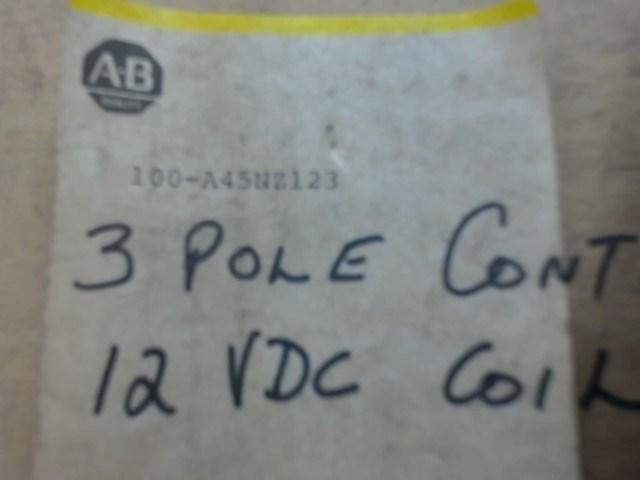 A-B
100-A45NZ123
3 POLE CONT
12 VDC COIL